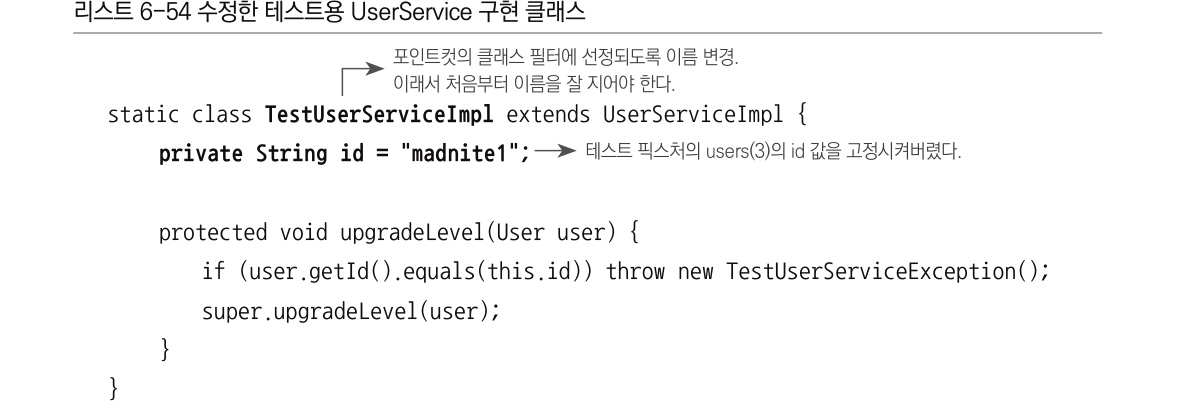 리스트 6-54 수정한 테스트용 UserService 구현 클래스
포인트컷의 클래스 필터에 선정되도록 이름 변경.
이래서 처음부터 이름을 잘 지어야 한다.
static class TestUserServiceImpl extends UserServiceImpl {
private String id = "madnite1"; 테스트 픽스처의 users(3)의 id 값을 고정시켜버렸다.
protected void upgradeLevel(User user) {
if (user.getId().equals(this.id)) throw new TestUserServiceException();
super.upgradeLevel(user);
}
}